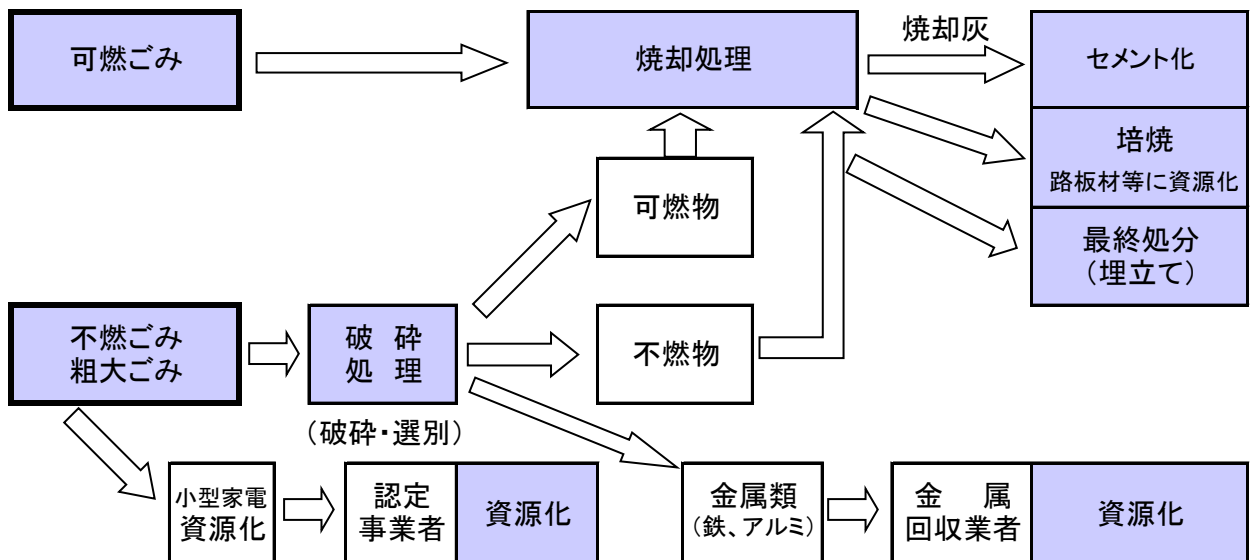 可燃ごみ
焼却処理
焼却灰
セメント化
培焼
路板材等に資源化
最終処分
(埋立て)
可燃物
不燃ごみ
粗大ごみ
破 砕
処 理
(破砕・選別)
不燃物
小型家電
資源化
認定
事業者
資源化
金属類
(鉄、アルミ)
金 属
回収業者
資源化